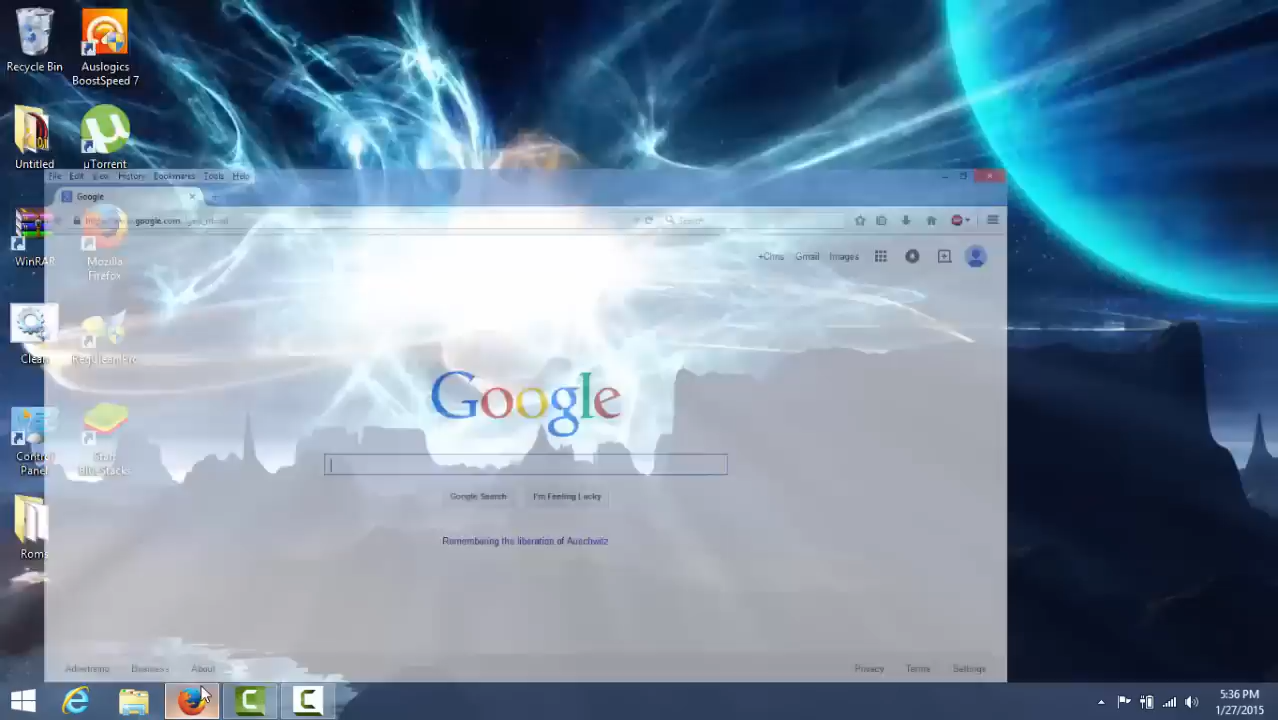 Recycle Bin
Auslogics
BoostSpeed 7
Untitled
µTorrent
File Edit View History Bookmarks Tools Help
Google
google.com
Search
WinRAR
Mozilla
Firefox
+Chris Gmail Images
Clean
RegCleanPro
Google
Control
Panel
Start
BlueStacks
Google Search I'm Feeling Lucky
Remembering the liberation of Auschwitz
Roms
Advertising Business About
Privacy Terms Settings
5:36 PM
1/27/2015